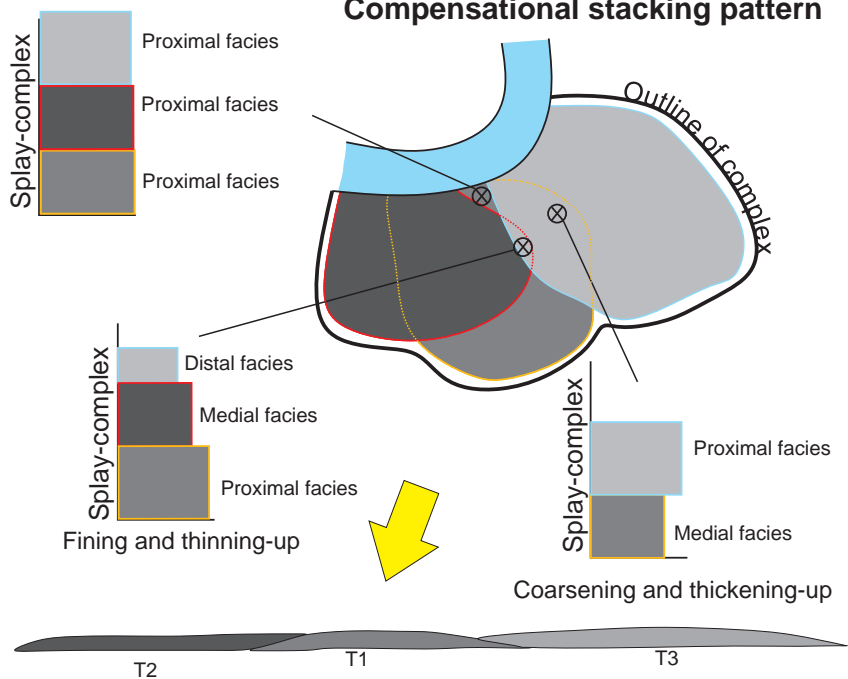 Compensational stacking pattern
Splay-complex
Proximal facies
Proximal facies
Proximal facies
Outline of complex
Splay-complex
Distal facies
Medial facies
Proximal facies
Fining and thinning-up
Splay-complex
Proximal facies
Medial facies
Coarsening and thickening-up
T2
T1
T3